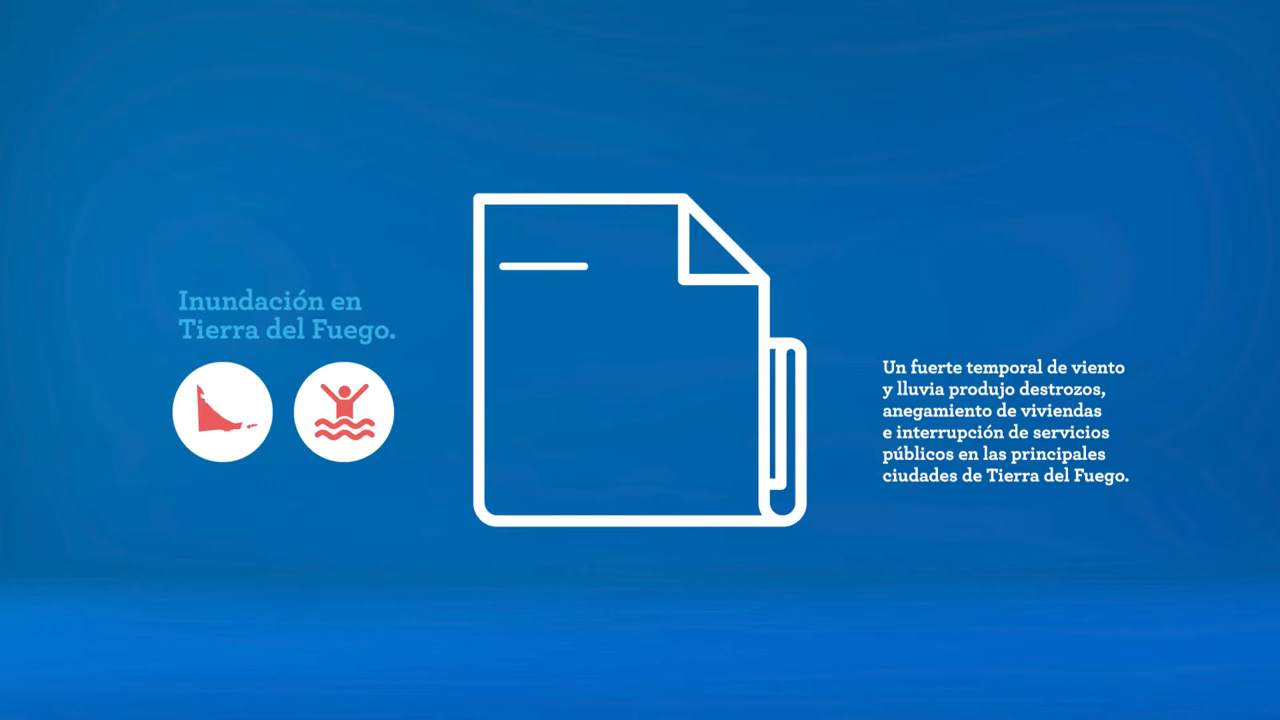 Inundación en
Tierra del Fuego.
Un fuerte temporal de viento
y lluvia produjo destrozos,
anegamiento de viviendas
e interrupción de servicios
públicos en las principales
ciudades de Tierra del Fuego.